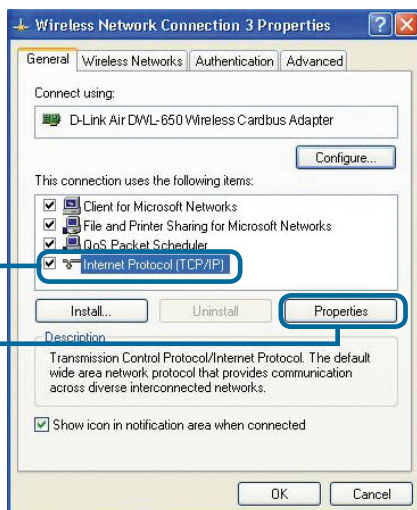 Wireless Network Connection 3 Properties
General Wireless Networks Authentication Advanced
Connect using:
D-Link Air DWL-650 Wireless Cardbus Adapter
Configure...
This connection uses the following items:
Client for Microsoft Networks
File and Printer Sharing for Microsoft Networks
QoS Packet Scheduler
Internet Protocol (TCP/IP)
Install... Uninstall Properties
Description
Transmission Control Protocol/Internet Protocol. The default
wide area network protocol that provides communication
across diverse interconnected networks.
Show icon in notification area when connected
OK Cancel